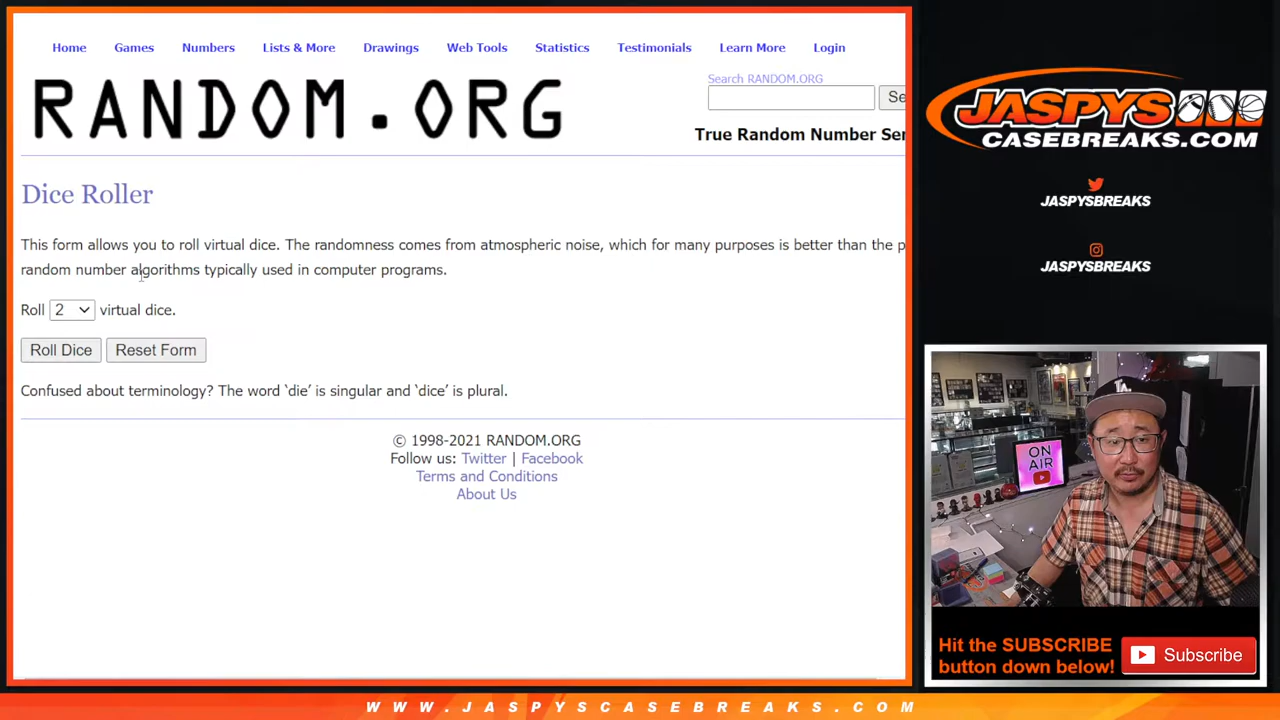 Home Games Numbers Lists & More Drawings Web Tools Statistics Testimonials Learn More Login
RANDOM.ORG
Search RANDOM.ORG
Se
True Random Number Ser
Dice Roller
This form allows you to roll virtual dice. The randomness comes from atmospheric noise, which for many purposes is better than the p
random number algorithms typically used in computer programs.
Roll 2 virtual dice.
Roll Dice Reset Form
Confused about terminology? The word ‘die’ is singular and ‘dice’ is plural.
© 1998-2021 RANDOM.ORG
Follow us: Twitter | Facebook
Terms and Conditions
About Us
JASPYS
CASEBREAKS.COM
JASPYSBREAKS
JASPYSBREAKS
LA
ON
AIR
Hit the SUBSCRIBE
button down below!
Subscribe
WWW.JASPYSCASEBREAKS.COM